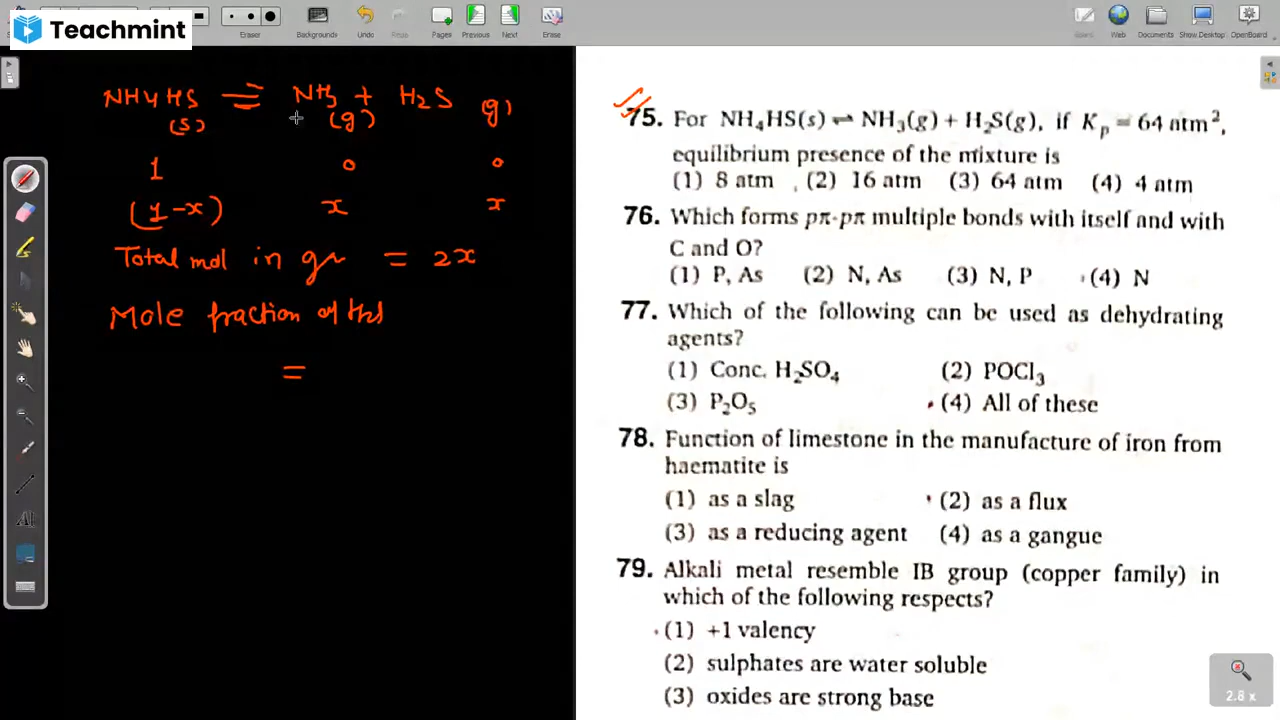 Teachmint
Eraser
Backgrounds
Undo
Pages
Previous
Next
Erase
Web
Documents
Show Desktop
OpenBoard
NH4HS ⇌ NH3 + H2S (g)
(s) (g)
1 0 0
(1-x) x x
Total mol in = 2x
Mole fraction of
=
75. For NH₄HS(s) ⇌ NH₃(g) + H₂S(g), if Kₚ = 64 atm²,
equilibrium presence of the mixture is
(1) 8 atm (2) 16 atm (3) 64 atm (4) 4 atm
76. Which forms pπ-pπ multiple bonds with itself and with
C and O?
(1) P, As (2) N, As (3) N, P (4) N
77. Which of the following can be used as dehydrating
agents?
(1) Conc. H₂SO₄ (2) POCl₃
(3) P₂O₅ (4) All of these
78. Function of limestone in the manufacture of iron from
haematite is
(1) as a slag (2) as a flux
(3) as a reducing agent (4) as a gangue
79. Alkali metal resemble IB group (copper family) in
which of the following respects?
(1) +1 valency
(2) sulphates are water soluble
(3) oxides are strong base
2.8 x